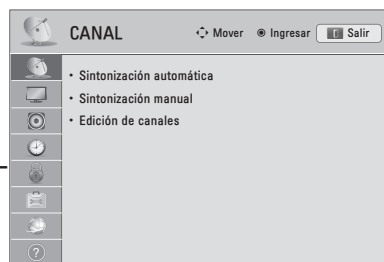 CANAL
Mover Ingresar Salir
• Sintonización automática
• Sintonización manual
• Edición de canales
?